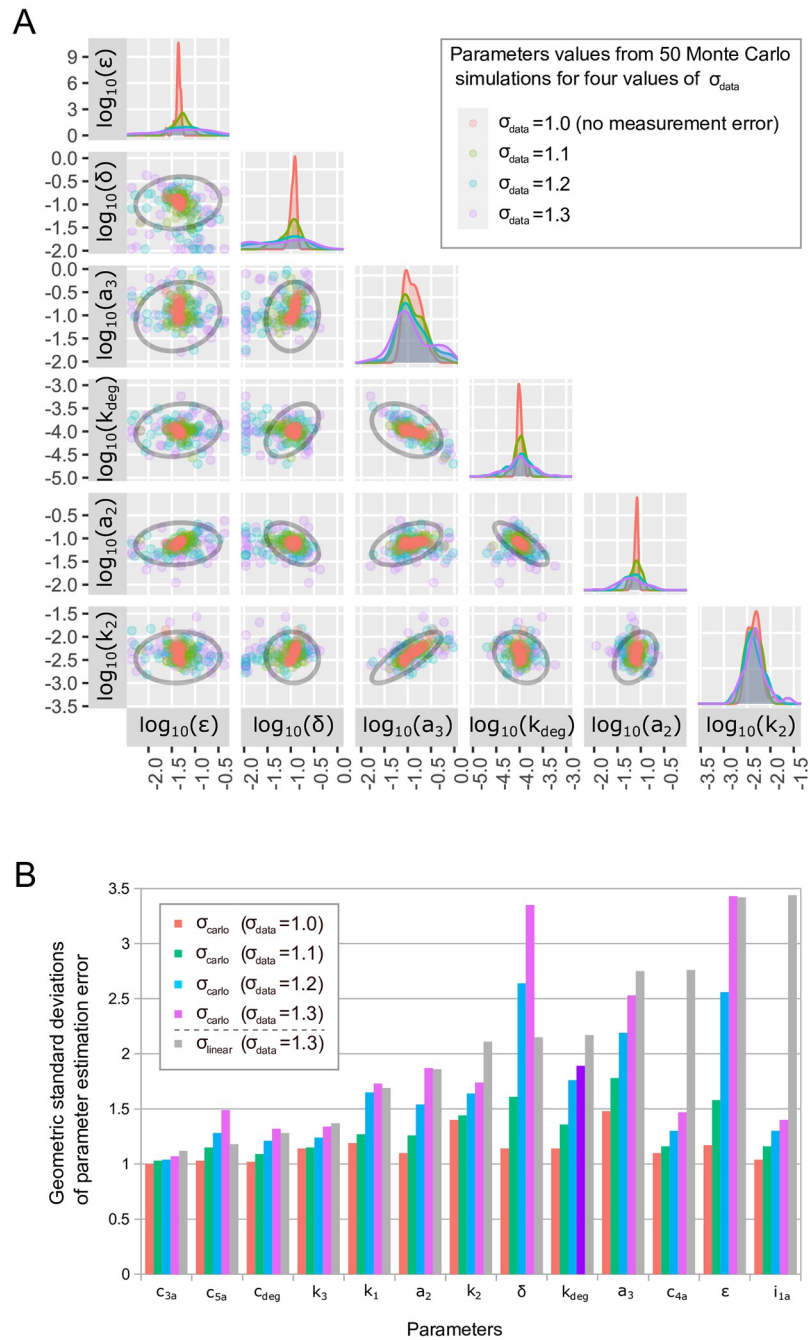 A
Parameters values from 50 Monte Carlo
simulations for four values of σdata
σdata=1.0 (no measurement error)
σdata=1.1
σdata=1.2
σdata=1.3
log10(ε)
9
6
3
0
log10(δ)
0.0
-0.5
-1.0
-1.5
-2.0
log10(a3)
0.0
-0.5
-1.0
-1.5
-2.0
log10(kdeg)
-3.0
-3.5
-4.0
-4.5
-5.0
log10(a2)
-0.5
-1.0
-1.5
-2.0
log10(k2)
-1.5
-2.0
-2.5
-3.0
-3.5
log10(ε) log10(δ) log10(a3) log10(kdeg) log10(a2) log10(k2)
-2.0 -1.5 -1.0 -0.5 -2.0 -1.5 -1.0 -0.5 0.0 -2.0 -1.5 -1.0 -0.5 0.0 -5.0 -4.5 -4.0 -3.5 -3.0 -2.0 -1.5 -1.0 -0.5 -3.5 -3.0 -2.5 -2.0 -1.5
B
Geometric standard deviations
of parameter estimation error
3.5
3
2.5
2
1.5
1
0.5
0
σcarlo (σdata=1.0)
σcarlo (σdata=1.1)
σcarlo (σdata=1.2)
σcarlo (σdata=1.3)
σlinear (σdata=1.3)
c3a c5a cdeg k3 k1 a2 k2 δ kdeg a3 c4a ε i1a
Parameters